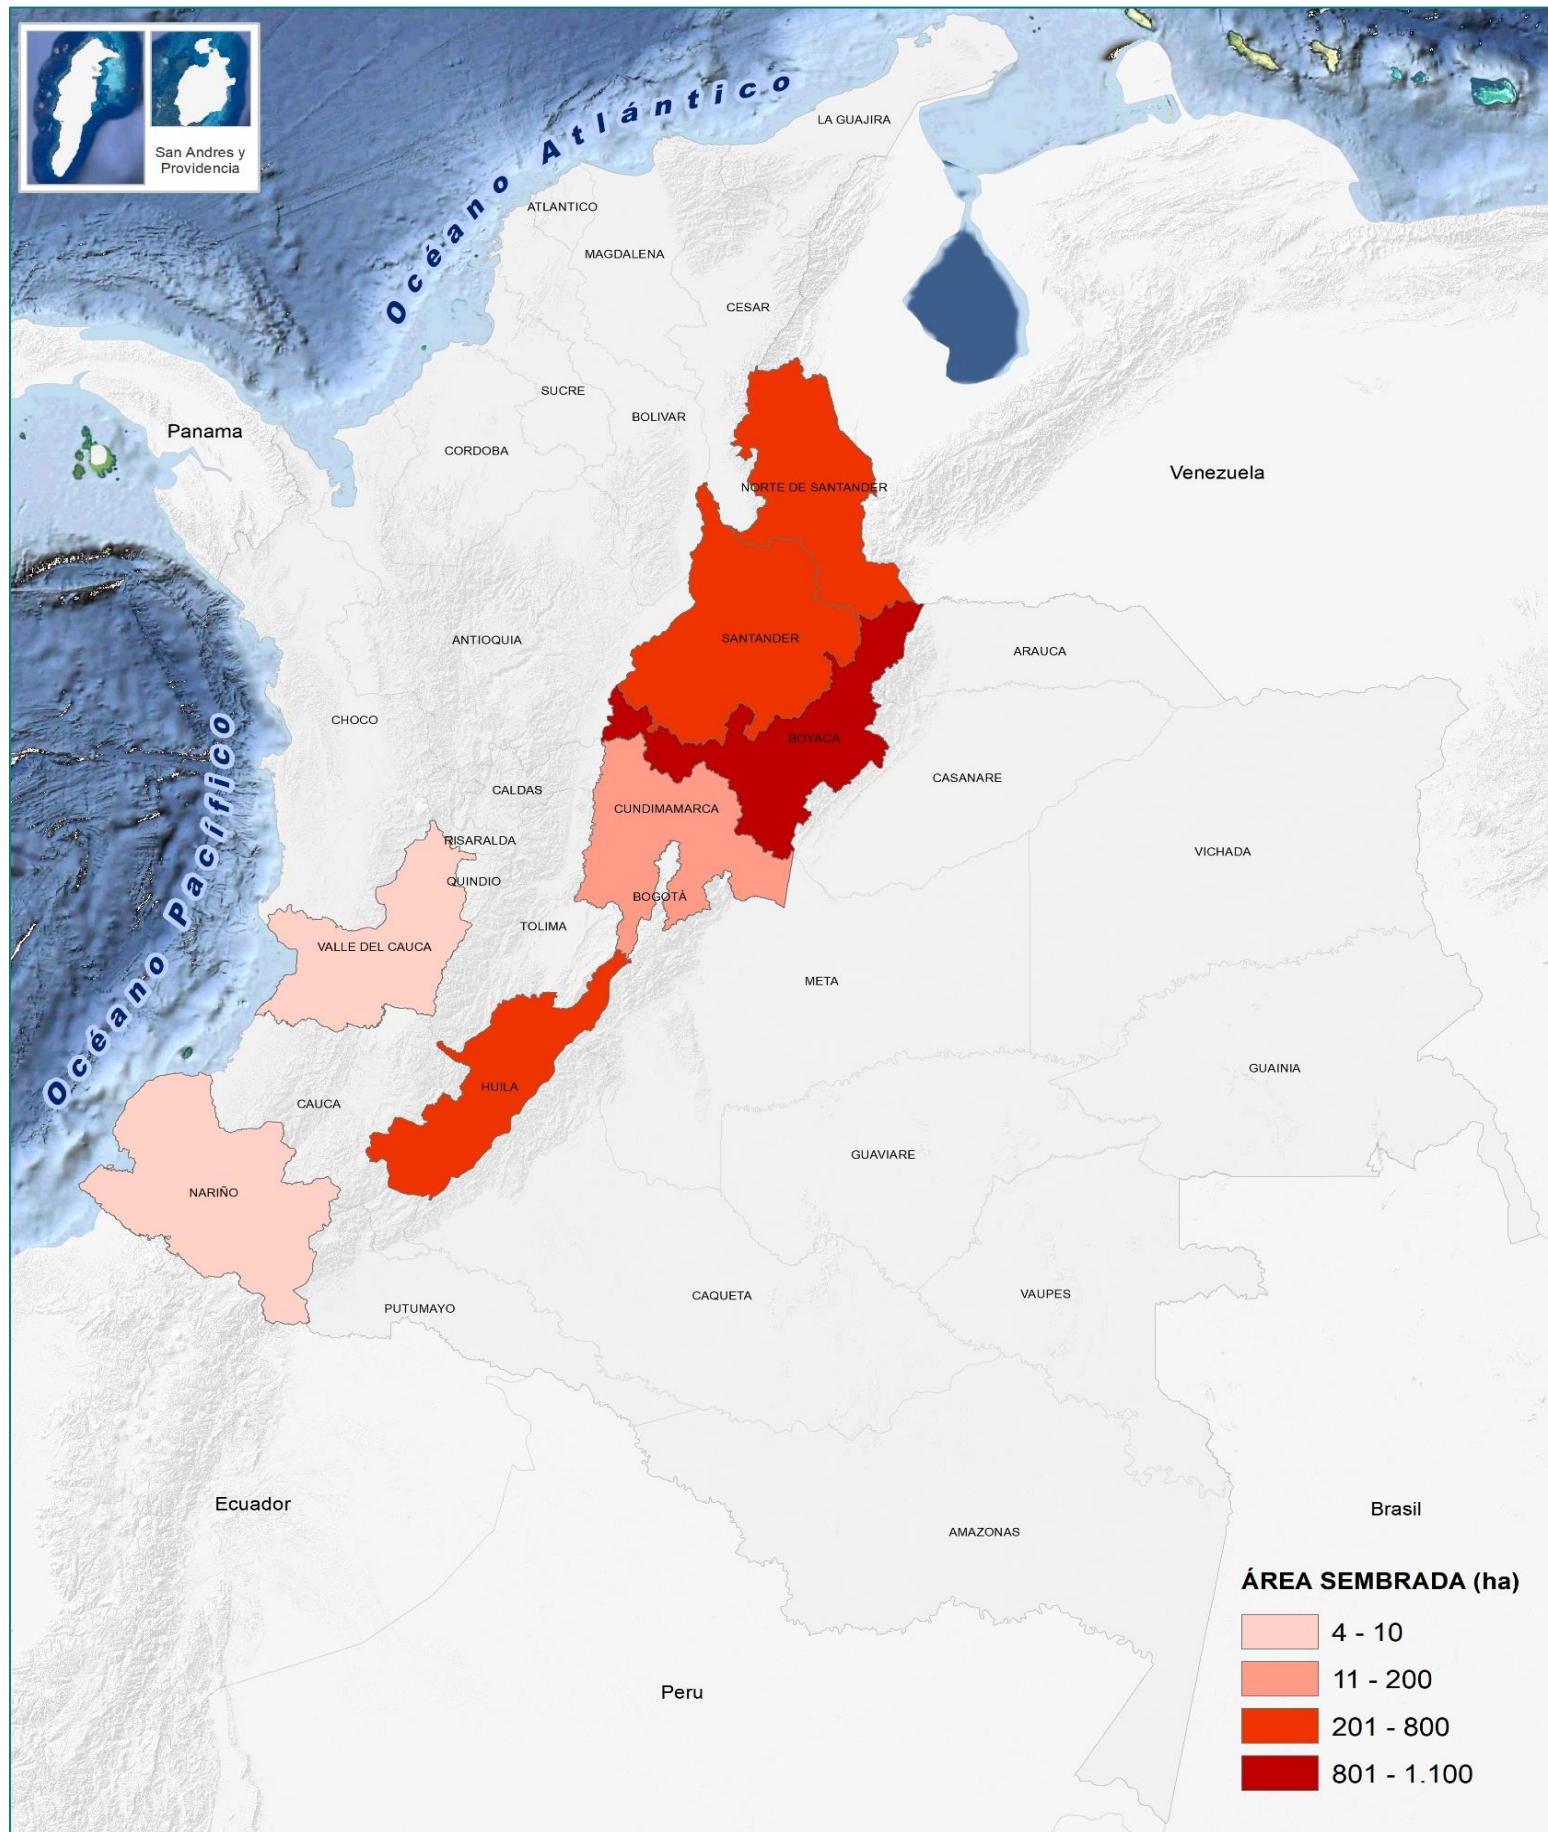 San Andres y
Providencia
Océano Atlántico
LA GUAJIRA
ATLANTICO
MAGDALENA
CESAR
SUCRE
BOLIVAR
Panama
CORDOBA
Venezuela
NORTE DE SANTANDER
ANTIOQUIA
SANTANDER
ARAUCA
CHOCO
BOYACA
Océano Pacífico
CASANARE
CALDAS
CUNDIMAMARCA
RISARALDA
VICHADA
QUINDIO
BOGOTÀ
TOLIMA
VALLE DEL CAUCA
META
GUAINIA
HUILA
CAUCA
GUAVIARE
NARIÑO
CAQUETA
VAUPES
PUTUMAYO
Ecuador
Brasil
AMAZONAS
Peru
ÁREA SEMBRADA (ha)
4 - 10
11 - 200
201 - 800
801 - 1.100